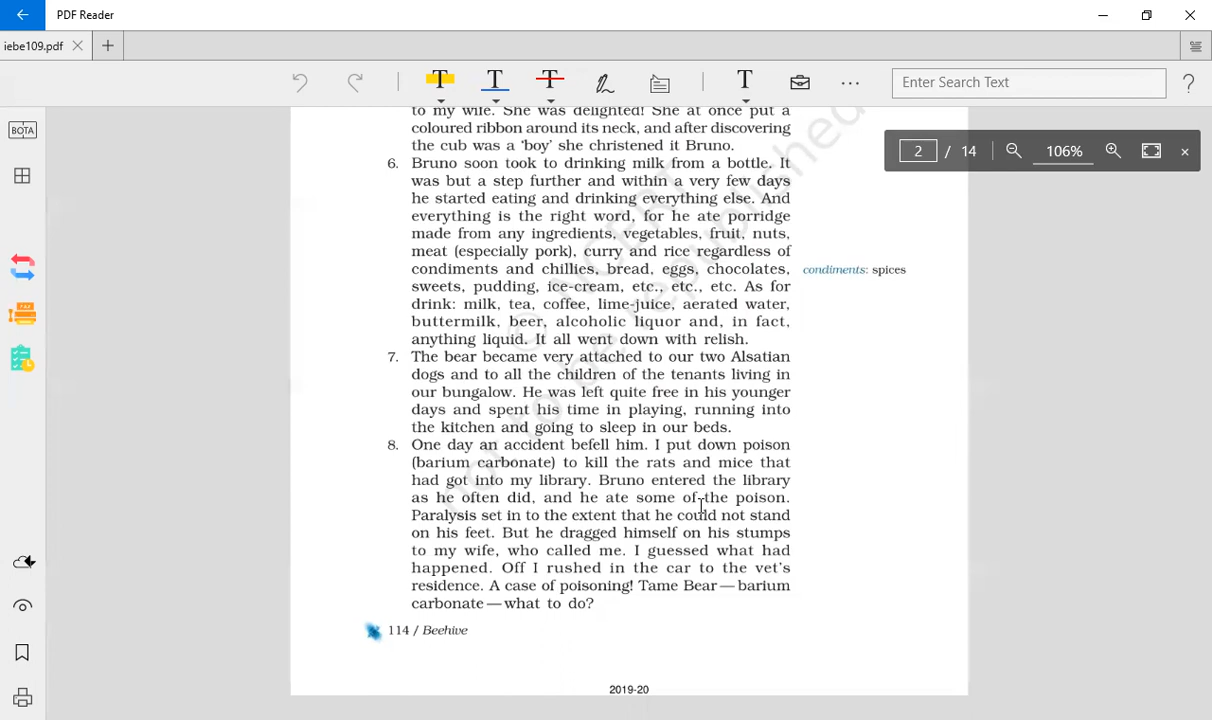 PDF Reader
iebe109.pdf
T T T T Enter Search Text ?
BOTA
2 / 14 106%
to my wife. She was delighted! She at once put a
coloured ribbon around its neck, and after discovering
the cub was a ‘boy’ she christened it Bruno.
6. Bruno soon took to drinking milk from a bottle. It
was but a step further and within a very few days
he started eating and drinking everything else. And
everything is the right word, for he ate porridge
made from any ingredients, vegetables, fruit, nuts,
meat (especially pork), curry and rice regardless of
condiments and chillies, bread, eggs, chocolates,
sweets, pudding, ice-cream, etc., etc., etc. As for
drink: milk, tea, coffee, lime-juice, aerated water,
buttermilk, beer, alcoholic liquor and, in fact,
anything liquid. It all went down with relish.
condiments: spices
7. The bear became very attached to our two Alsatian
dogs and to all the children of the tenants living in
our bungalow. He was left quite free in his younger
days and spent his time in playing, running into
the kitchen and going to sleep in our beds.
8. One day an accident befell him. I put down poison
(barium carbonate) to kill the rats and mice that
had got into my library. Bruno entered the library
as he often did, and he ate some of the poison.
Paralysis set in to the extent that he could not stand
on his feet. But he dragged himself on his stumps
to my wife, who called me. I guessed what had
happened. Off I rushed in the car to the vet’s
residence. A case of poisoning! Tame Bear—barium
carbonate—what to do?
114 / Beehive
2019-20
© NCERT
not to be republished